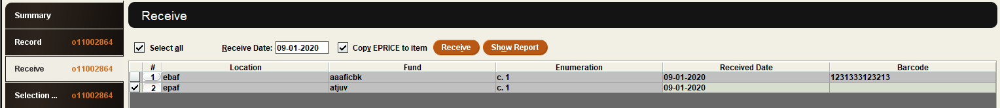 Summary
Record o11002864
Receive o11002864
Selection ... o11002864
Receive
Select all Receive Date: 09-01-2020 Copy EPRICE to item Receive Show Report
# Location Fund Enumeration Received Date Barcode
1 ebaf aaaficbk c. 1 09-01-2020 1231333123213
2 epaf atjuv c. 1 09-01-2020